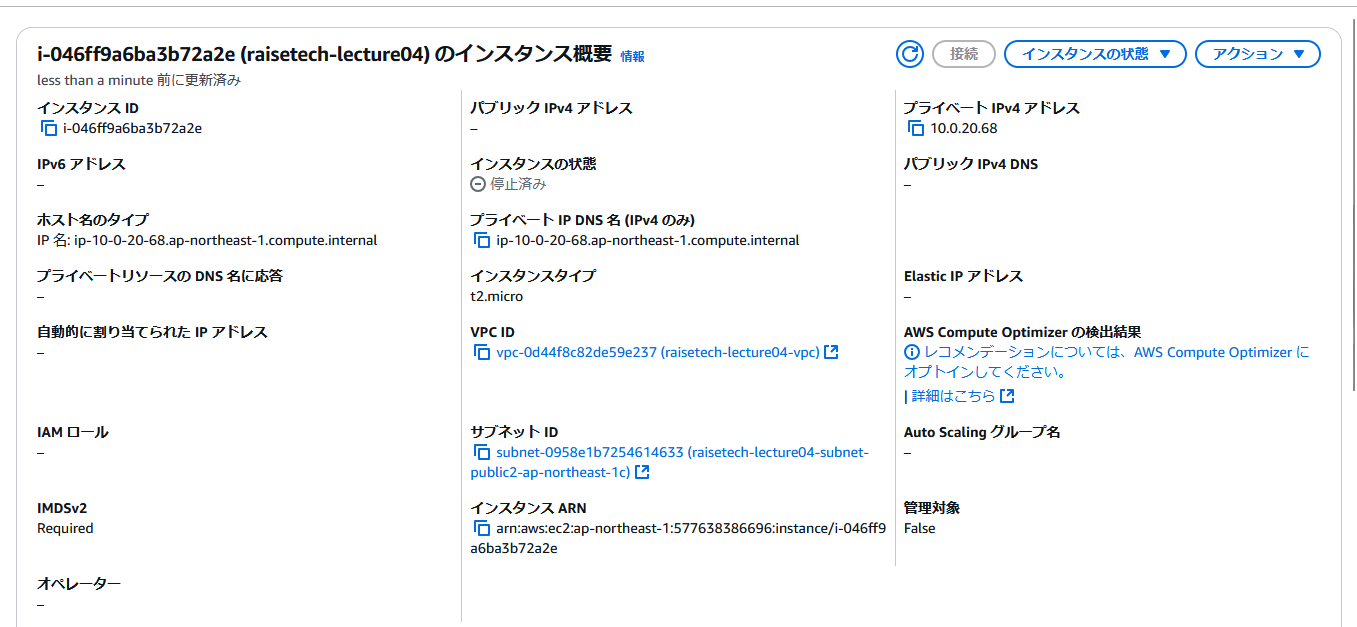 i-046ff9a6ba3b72a2e (raisetech-lecture04) のインスタンス概要 情報
接続
インスタンスの状態 ▼
アクション ▼
less than a minute 前に更新済み
インスタンス ID
i-046ff9a6ba3b72a2e
パブリック IPv4 アドレス
–
プライベート IPv4 アドレス
10.0.20.68
IPv6 アドレス
–
インスタンスの状態
停止済み
パブリック IPv4 DNS
–
ホスト名のタイプ
IP 名: ip-10-0-20-68.ap-northeast-1.compute.internal
プライベート IP DNS 名 (IPv4 のみ)
ip-10-0-20-68.ap-northeast-1.compute.internal
プライベートリソースの DNS 名に応答
–
インスタンスタイプ
t2.micro
Elastic IP アドレス
–
自動的に割り当てられた IP アドレス
–
VPC ID
vpc-0d44f8c82de59e237 (raisetech-lecture04-vpc)
AWS Compute Optimizer の検出結果
レコメンデーションについては、AWS Compute Optimizer に
オプトインしてください。
| 詳細はこちら
IAM ロール
–
サブネット ID
subnet-0958e1b7254614633 (raisetech-lecture04-subnet-
public2-ap-northeast-1c)
Auto Scaling グループ名
–
IMDSv2
Required
インスタンス ARN
arn:aws:ec2:ap-northeast-1:577638386696:instance/i-046ff9
a6ba3b72a2e
管理対象
False
オペレーター
–